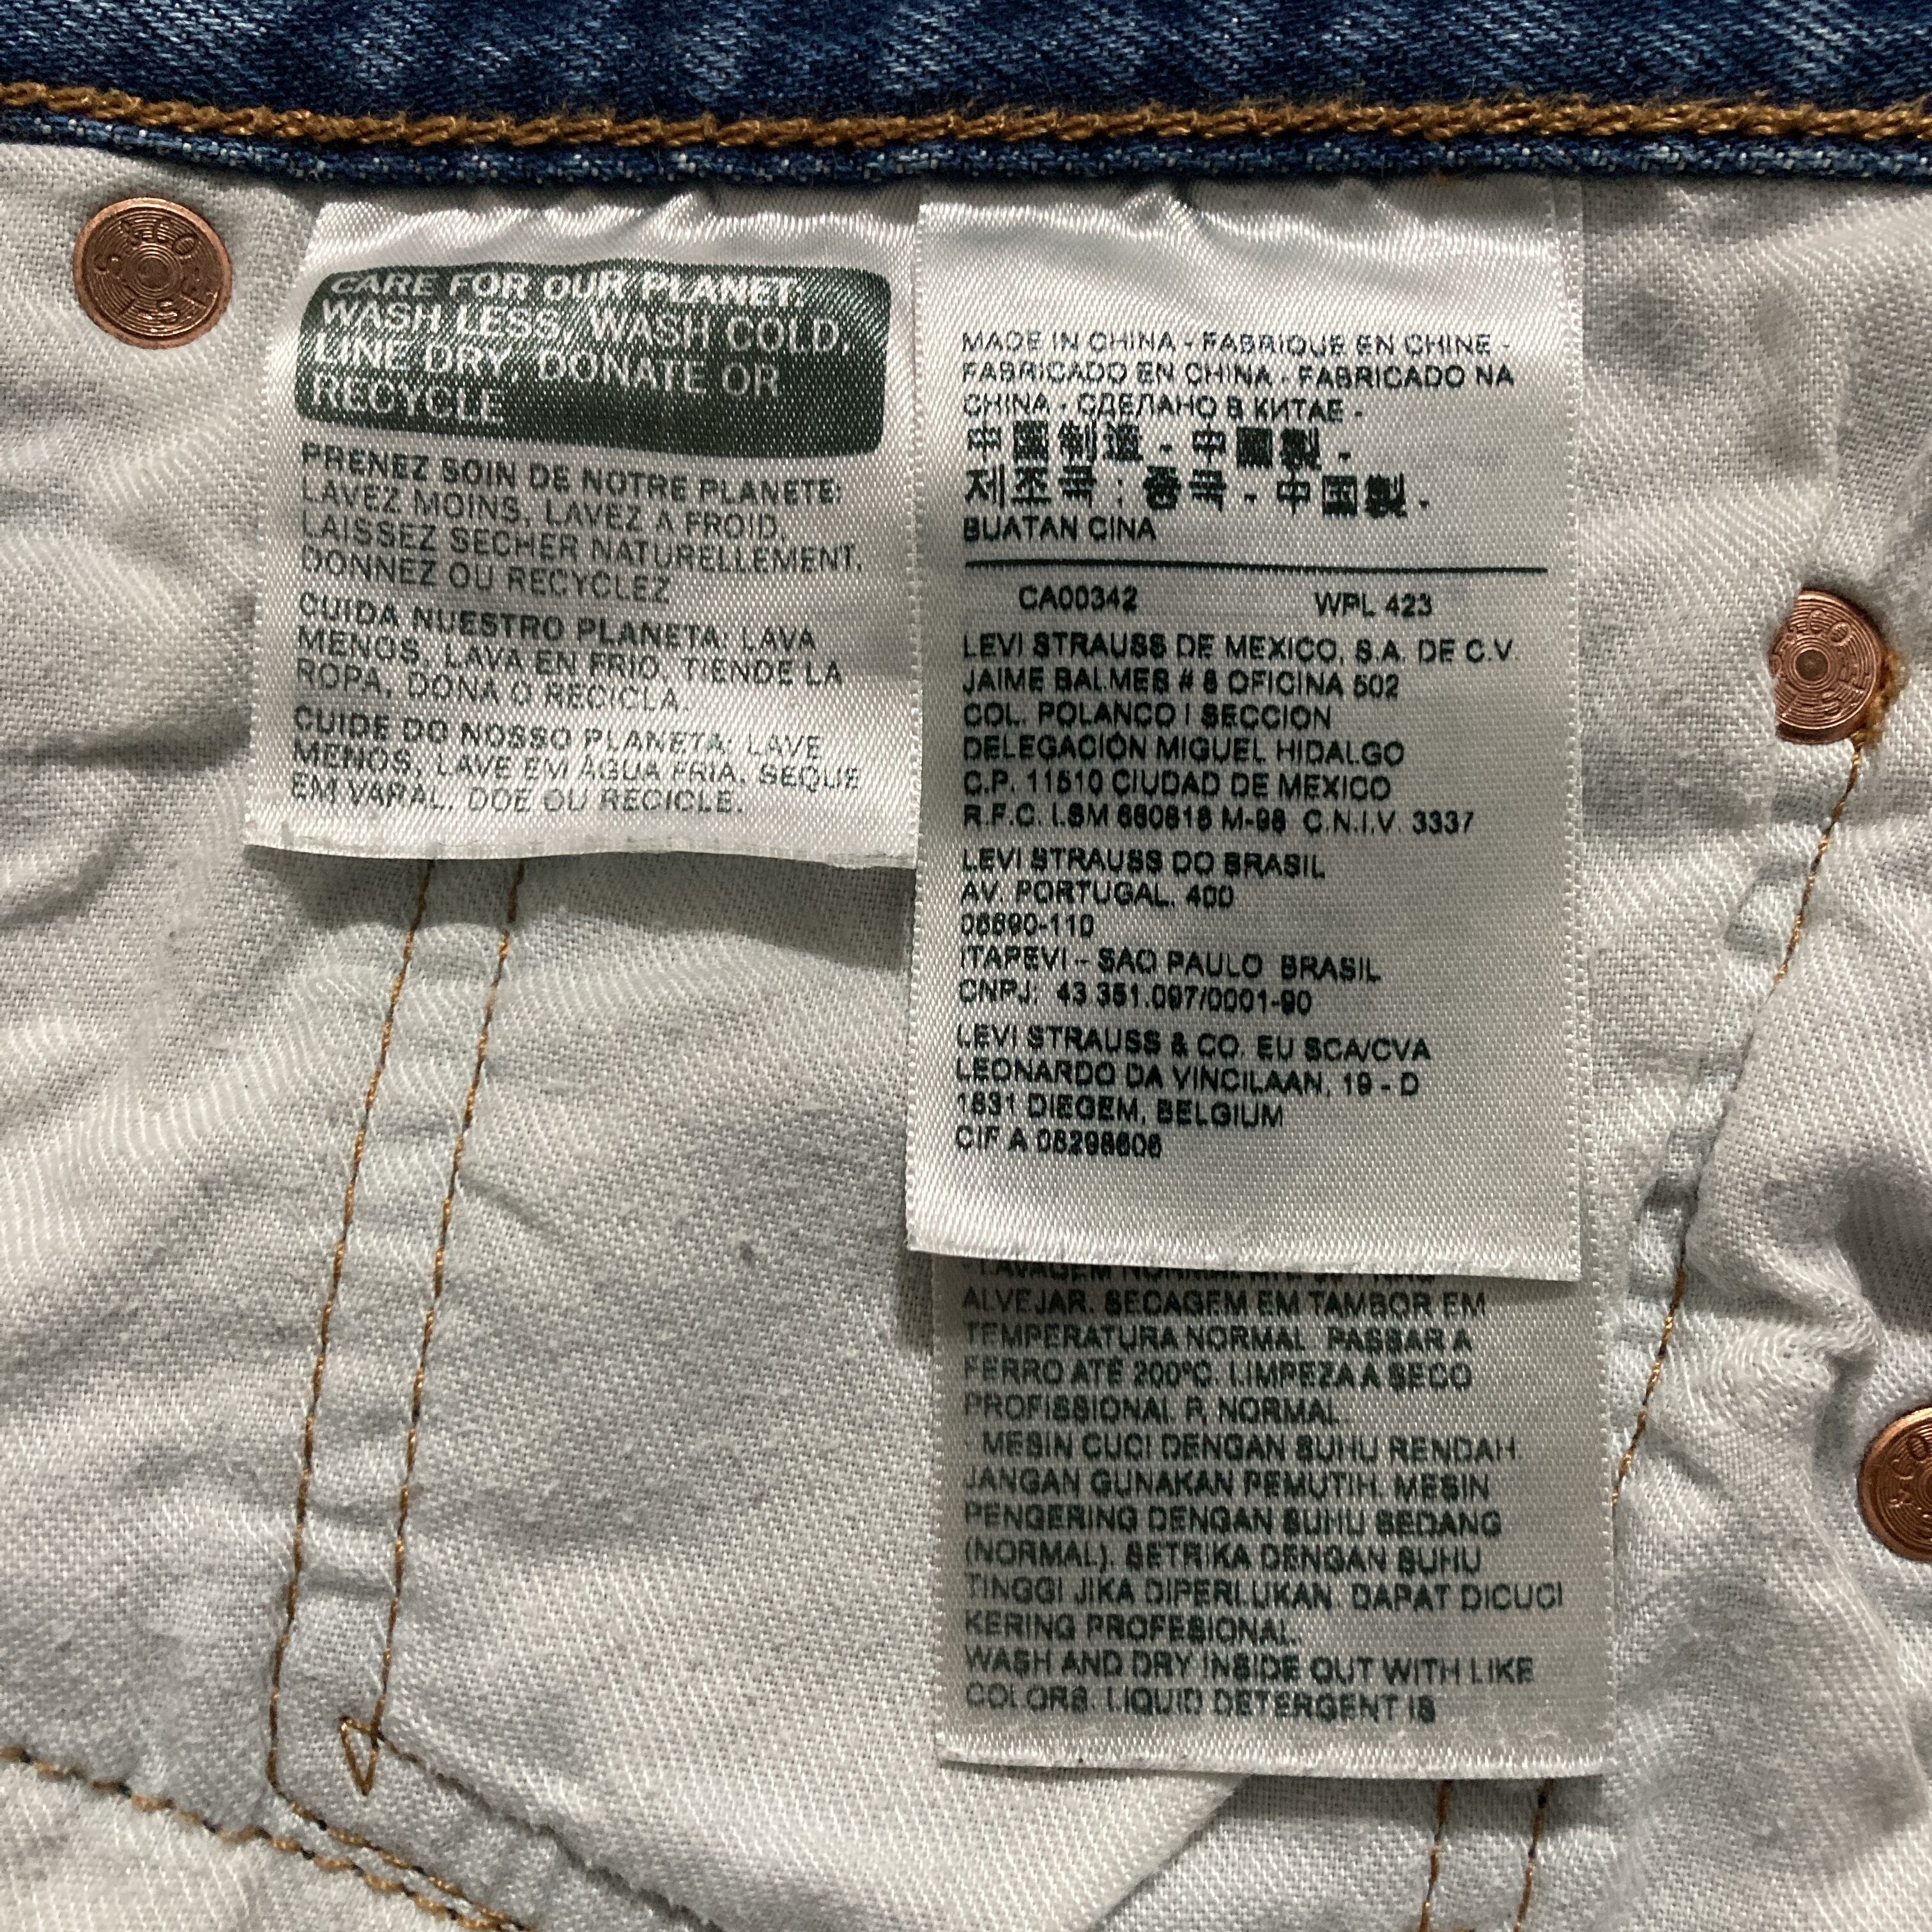 CARE FOR OUR PLANET:
WASH LESS, WASH COLD,
LINE DRY, DONATE OR
RECYCLE
PRENEZ SOIN DE NOTRE PLANETE:
LAVEZ MOINS, LAVEZ A FROID,
LAISSEZ SECHER NATURELLEMENT,
DONNEZ OU RECYCLEZ
CUIDA NUESTRO PLANETA: LAVA
MENOS, LAVA EN FRIO, TIENDE LA
ROPA, DONA O RECICLA.
CUIDE DO NOSSO PLANETA: LAVE
MENOS, LAVE EM ÁGUA FRIA, SEQUE
EM VARAL, DOE OU RECICLE.
MADE IN CHINA - FABRIQUE EN CHINE -
FABRICADO EN CHINA - FABRICADO NA
CHINA - СДЕЛАНО В КИТАЕ -
中国制造 - 中國製 -
제조국 : 중국 - 中国製 -
BUATAN CINA
CA00342 WPL 423
LEVI STRAUSS DE MEXICO, S.A. DE C.V.
JAIME BALMES # 8 OFICINA 502
COL. POLANCO I SECCION
DELEGACIÓN MIGUEL HIDALGO
C.P. 11510 CIUDAD DE MEXICO
R.F.C. LSM 680818 M-98 C.N.I.V. 3337
LEVI STRAUSS DO BRASIL
AV. PORTUGAL, 400
06690-110
ITAPEVI - SAO PAULO BRASIL
CNPJ: 43.351.097/0001-90
LEVI STRAUSS & CO. EU SCA/CVA
LEONARDO DA VINCILAAN, 19 - D
1831 DIEGEM, BELGIUM
CIF A 08298606
LAVAGEM NORMAL ATÉ
ALVEJAR. SECAGEM EM TAMBOR EM
TEMPERATURA NORMAL. PASSAR A
FERRO ATÉ 200ºC. LIMPEZA A SECO
PROFISSIONAL P, NORMAL.
- MESIN CUCI DENGAN SUHU RENDAH.
JANGAN GUNAKAN PEMUTIH. MESIN
PENGERING DENGAN SUHU SEDANG
(NORMAL). SETRIKA DENGAN SUHU
TINGGI JIKA DIPERLUKAN. DAPAT DICUCI
KERING PROFESIONAL.
WASH AND DRY INSIDE OUT WITH LIKE
COLORS. LIQUID DETERGENT IS